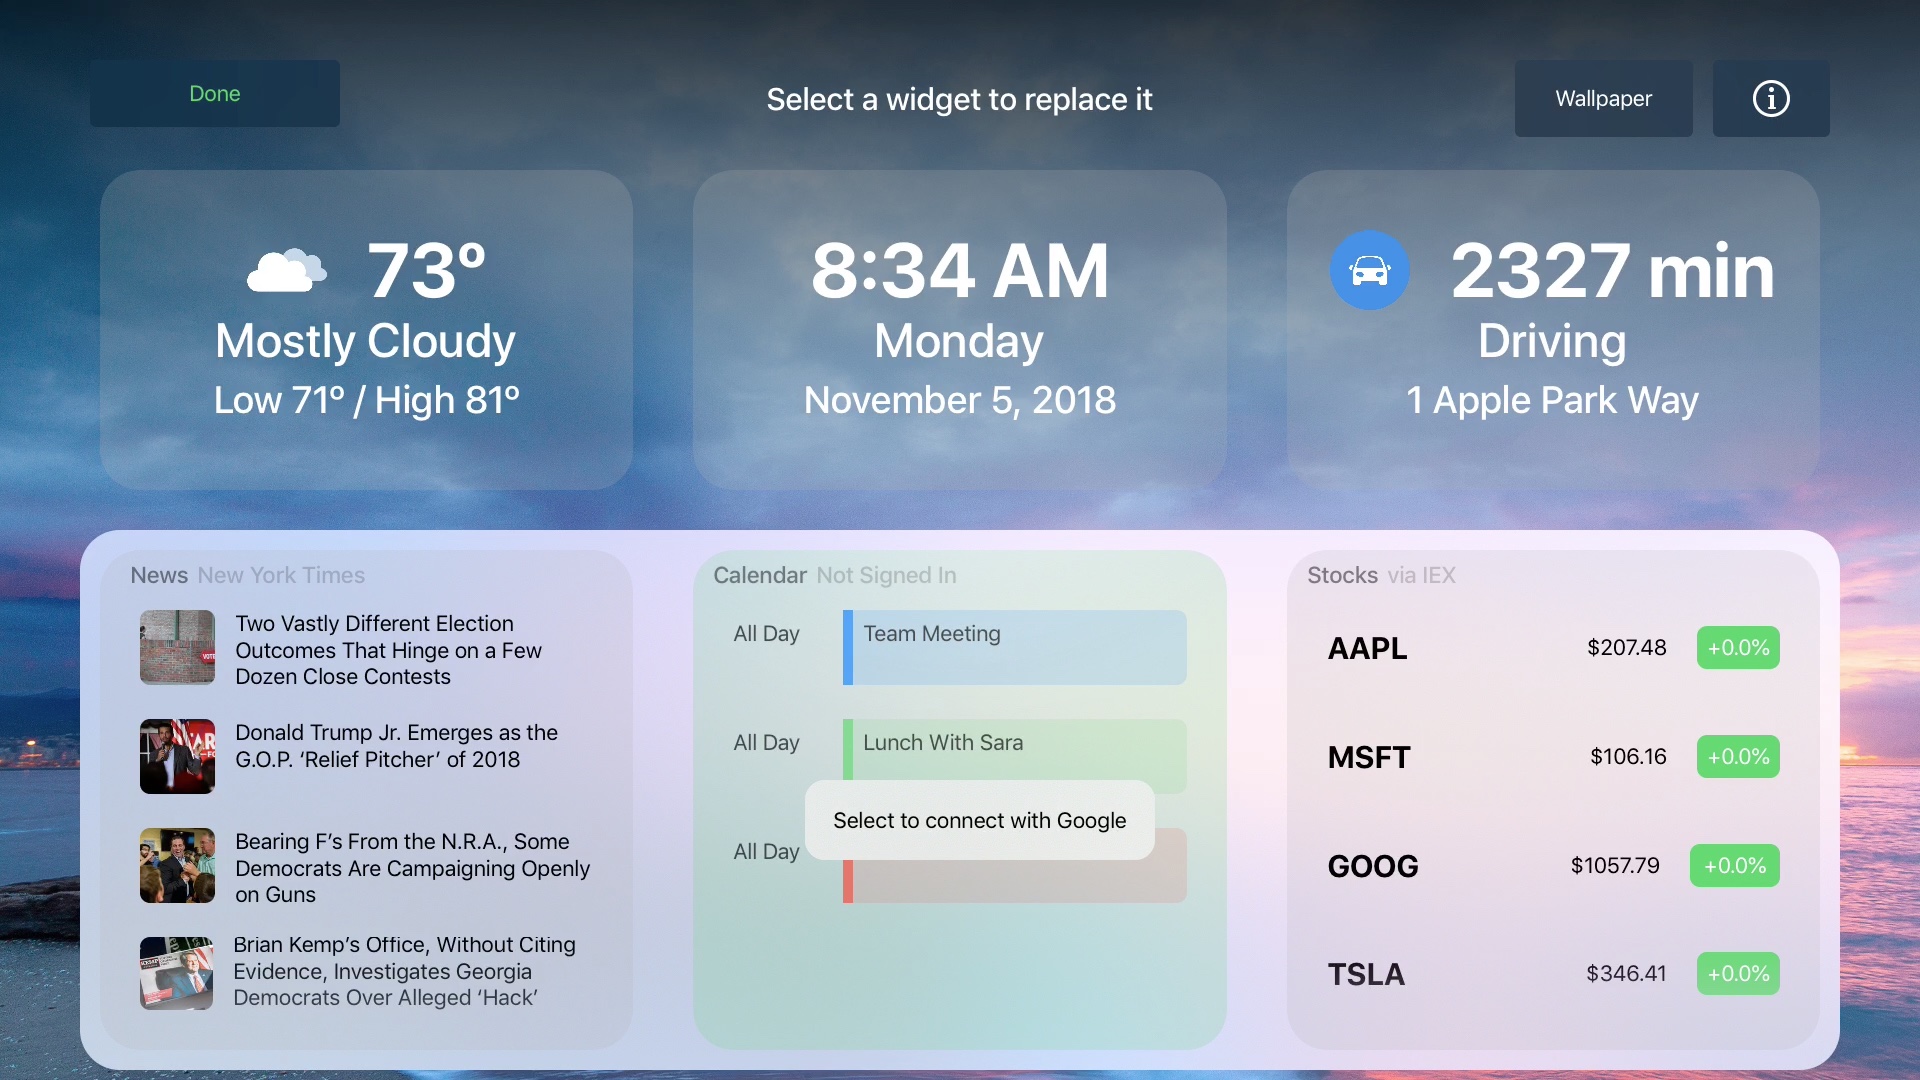 Done
Select a widget to replace it
Wallpaper
73º
Mostly Cloudy
Low 71º / High 81º
8:34 AM
Monday
November 5, 2018
2327 min
Driving
1 Apple Park Way
News New York Times
Two Vastly Different Election
Outcomes That Hinge on a Few
Dozen Close Contests
Donald Trump Jr. Emerges as the
G.O.P. ‘Relief Pitcher’ of 2018
Bearing F’s From the N.R.A., Some
Democrats Are Campaigning Openly
on Guns
Brian Kemp’s Office, Without Citing
Evidence, Investigates Georgia
Democrats Over Alleged ‘Hack’
Calendar Not Signed In
All Day Team Meeting
All Day Lunch With Sara
Select to connect with Google
All Day
Stocks via IEX
AAPL $207.48 +0.0%
MSFT $106.16 +0.0%
GOOG $1057.79 +0.0%
TSLA $346.41 +0.0%